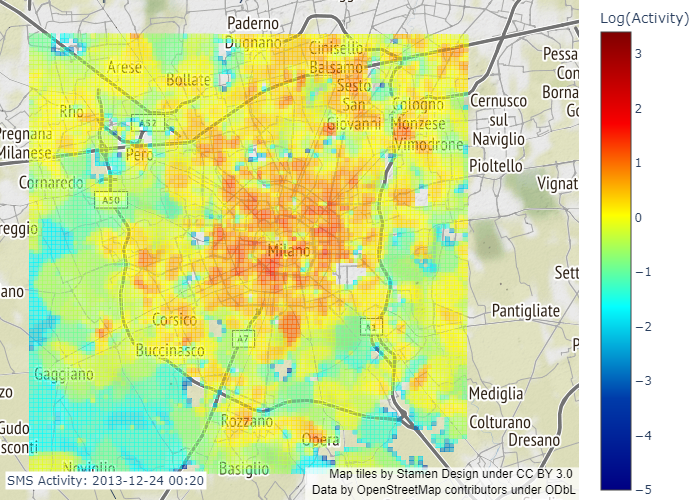 Paderno
Dugnano
Log(Activity)
Cinisello
Balsamo
Arese
Bollate
Sesto
San
Giovanni
Rho
A52
Cologno
Monzese
Vimodrone
Cernusco
sul
Naviglio
Pioltello
Pessa
Con
Borna
Go
Pregnana
Milanese
Pero
Cornaredo
A50
Vignat
reggio
Milano
Sett
ano
Pantigliate
Corsico
A7
A1
P
Buccinasco
Gaggiano
zo
Mediglia
Rozzano
Colturano
Gudo
sconti
Opera
Dresano
Noviglio
Basiglio
SMS Activity: 2013-12-24 00:20
Map tiles by Stamen Design under CC BY 3.0
Data by OpenStreetMap contributors under ODbL
3
2
1
0
−1
−2
−3
−4
−5